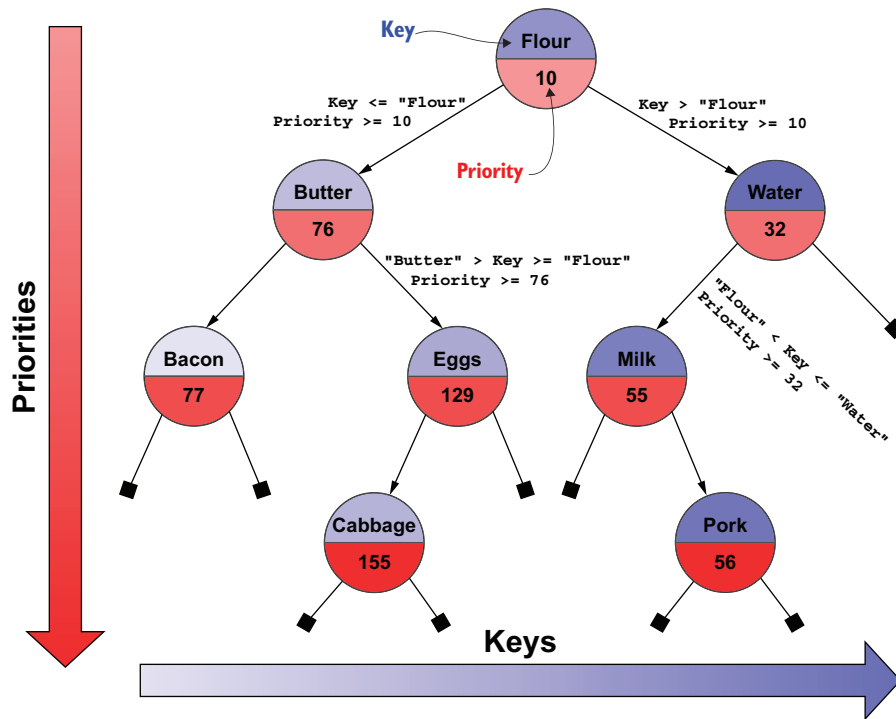 Key
Flour
10
Key <= "Flour"
Priority >= 10
Key > "Flour"
Priority >= 10
Priority
Butter
76
Water
32
"Butter" > Key >= "Flour"
Priority >= 76
"Flour" < Key <= "Water"
Priority >= 32
Bacon
77
Eggs
129
Milk
55
Cabbage
155
Pork
56
Priorities
Keys